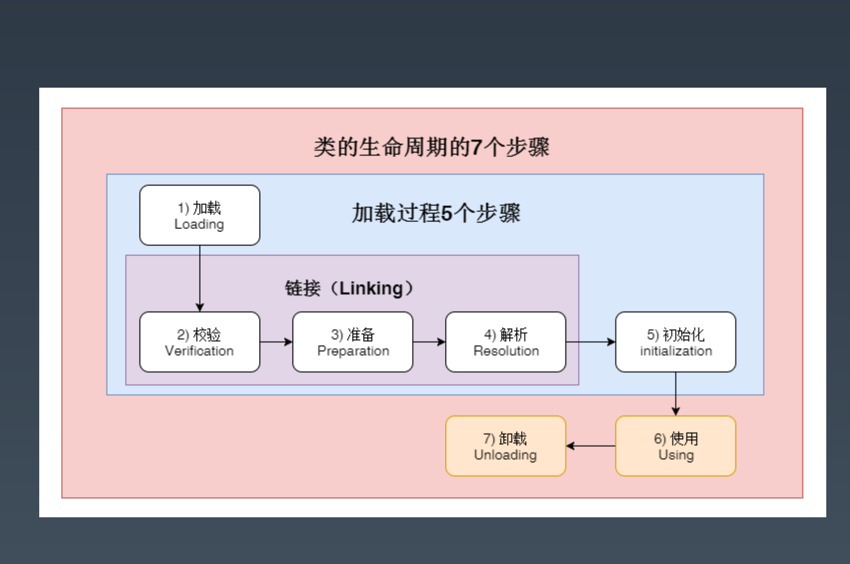 类的生命周期的7个步骤
加载过程5个步骤
1) 加载
Loading
链接（Linking）
2) 校验
Verification
3) 准备
Preparation
4) 解析
Resolution
5) 初始化
initialization
6) 使用
Using
7) 卸载
Unloading